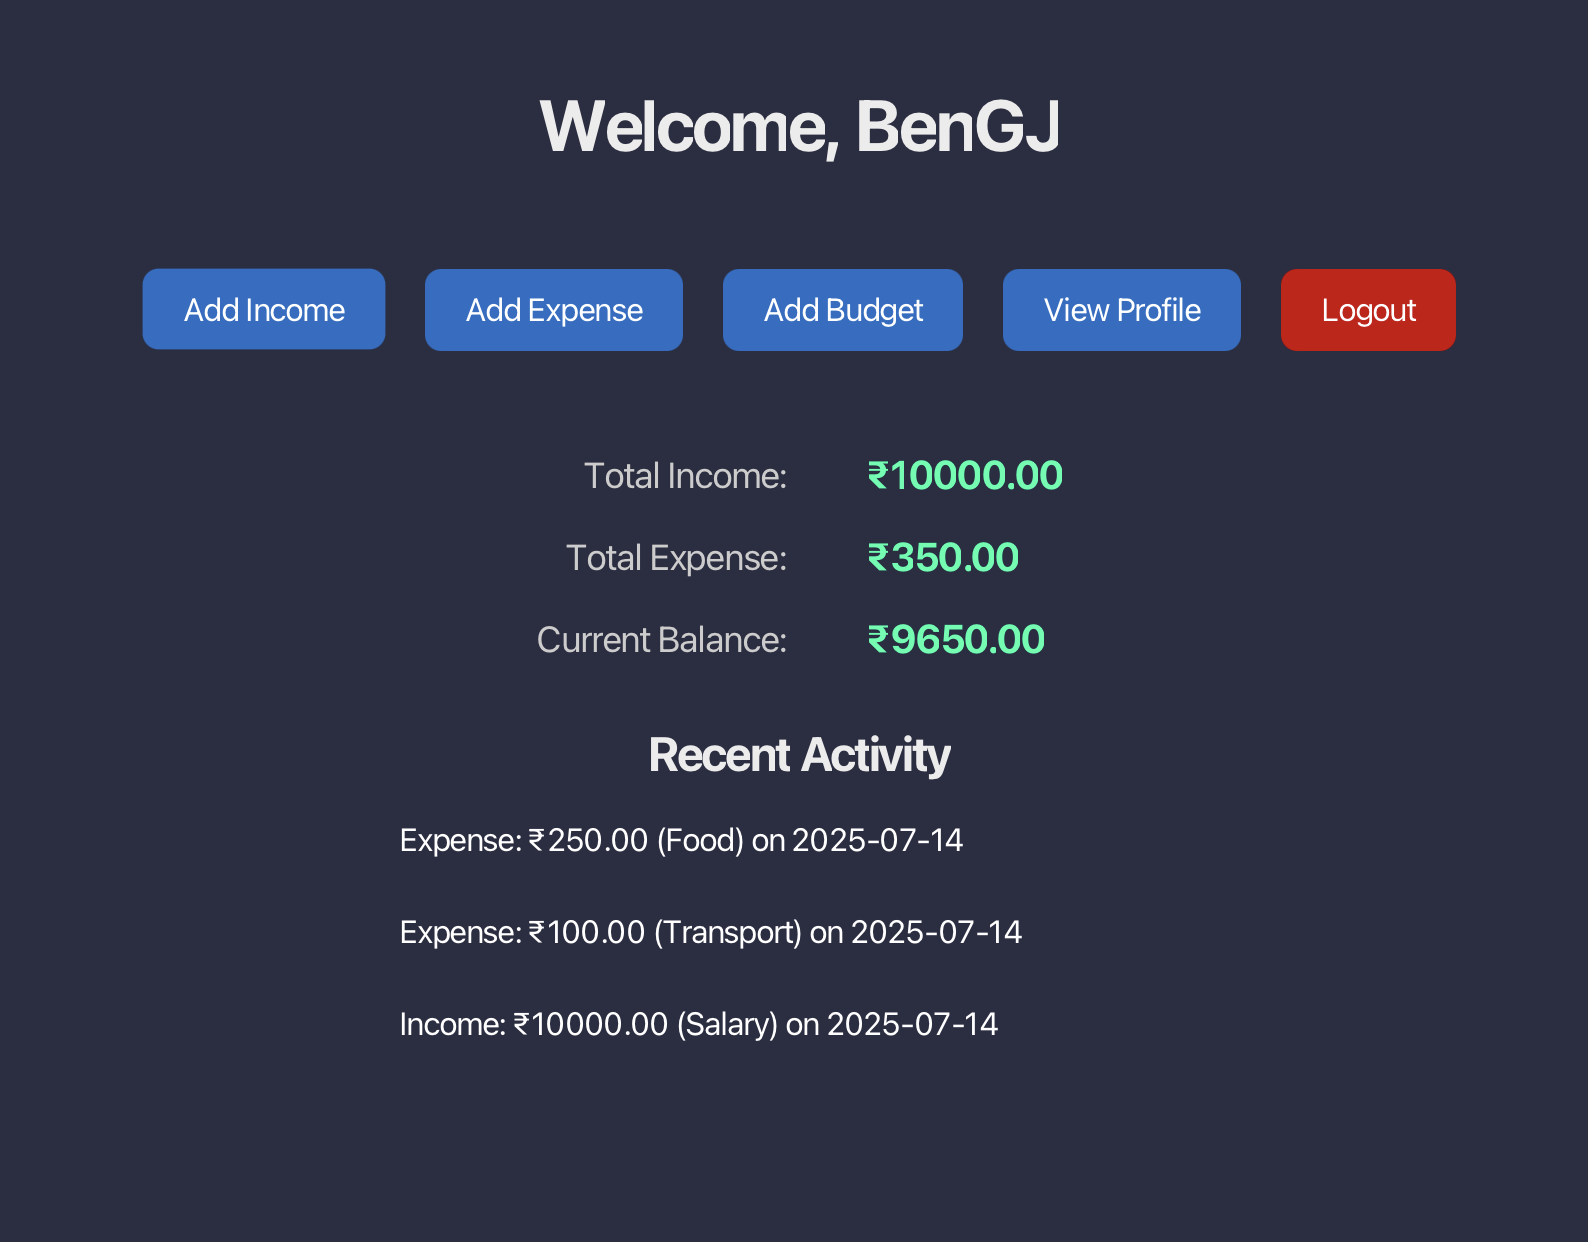 Welcome, BenGJ
Add Income Add Expense Add Budget View Profile Logout
Total Income: ₹10000.00
Total Expense: ₹350.00
Current Balance: ₹9650.00
Recent Activity
Expense: ₹250.00 (Food) on 2025-07-14
Expense: ₹100.00 (Transport) on 2025-07-14
Income: ₹10000.00 (Salary) on 2025-07-14